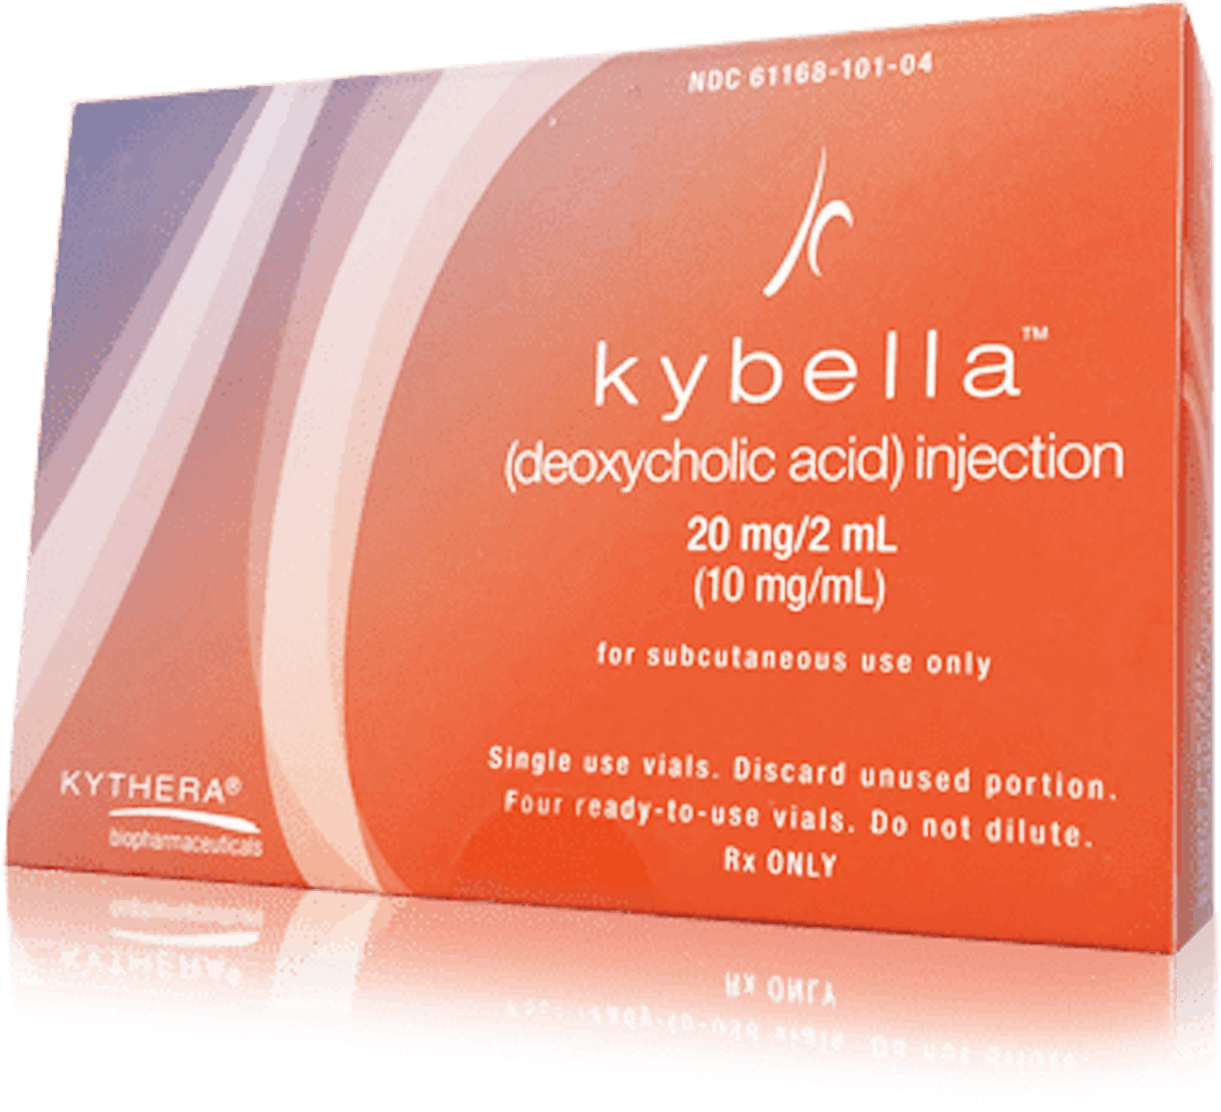 NDC 61168-101-04
kybella™
(deoxycholic acid) injection
20 mg/2 mL
(10 mg/mL)
for subcutaneous use only
Single use vials. Discard unused portion.
Four ready-to-use vials. Do not dilute.
Rx ONLY
KYTHERA®
biopharmaceuticals